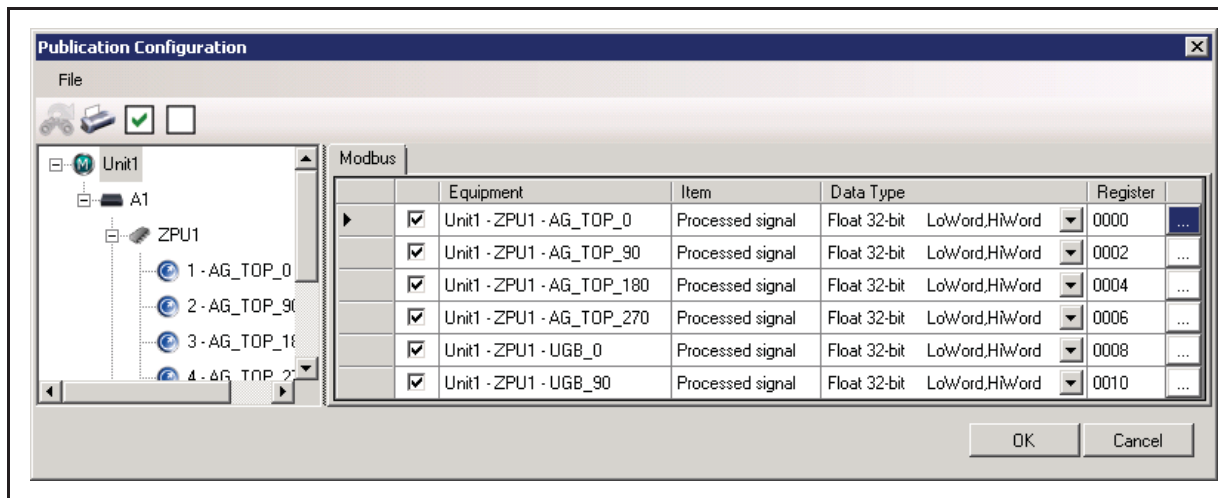 Publication Configuration
File
Unit1
A1
ZPU1
1 - AG_TOP_0
2 - AG_TOP_90
3 - AG_TOP_18
4 - AG_TOP_27
Modbus
Equipment Item Data Type Register
Unit1 - ZPU1 - AG_TOP_0 Processed signal Float 32-bit LoWord,HiWord 0000 ...
Unit1 - ZPU1 - AG_TOP_90 Processed signal Float 32-bit LoWord,HiWord 0002 ...
Unit1 - ZPU1 - AG_TOP_180 Processed signal Float 32-bit LoWord,HiWord 0004 ...
Unit1 - ZPU1 - AG_TOP_270 Processed signal Float 32-bit LoWord,HiWord 0006 ...
Unit1 - ZPU1 - UGB_0 Processed signal Float 32-bit LoWord,HiWord 0008 ...
Unit1 - ZPU1 - UGB_90 Processed signal Float 32-bit LoWord,HiWord 0010 ...
OK Cancel